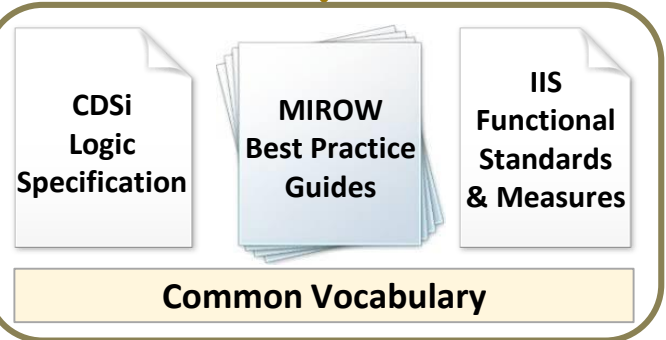 CDSi
Logic
Specification
MIROW
Best Practice
Guides
IIS
Functional
Standards
& Measures
Common Vocabulary